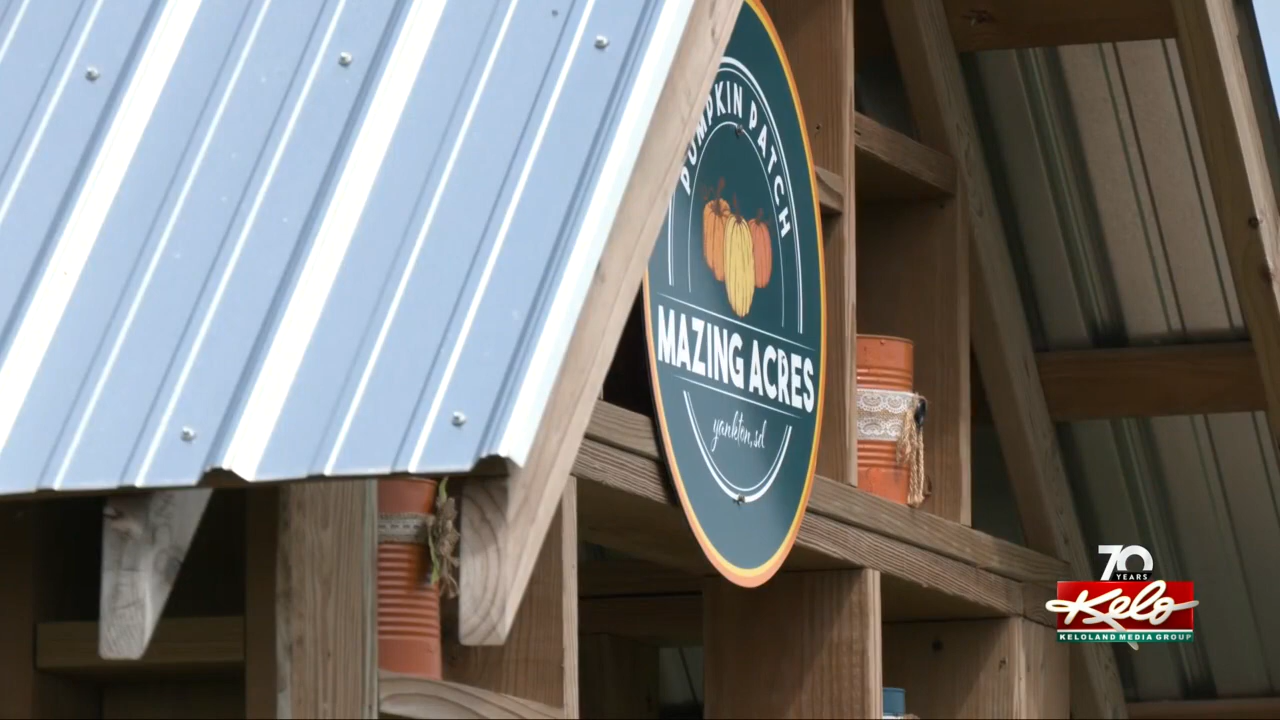 PUMPKIN PATCH
MAZING ACRES
yankton, sd
70
YEARS
Kelo
KELOLAND MEDIA GROUP